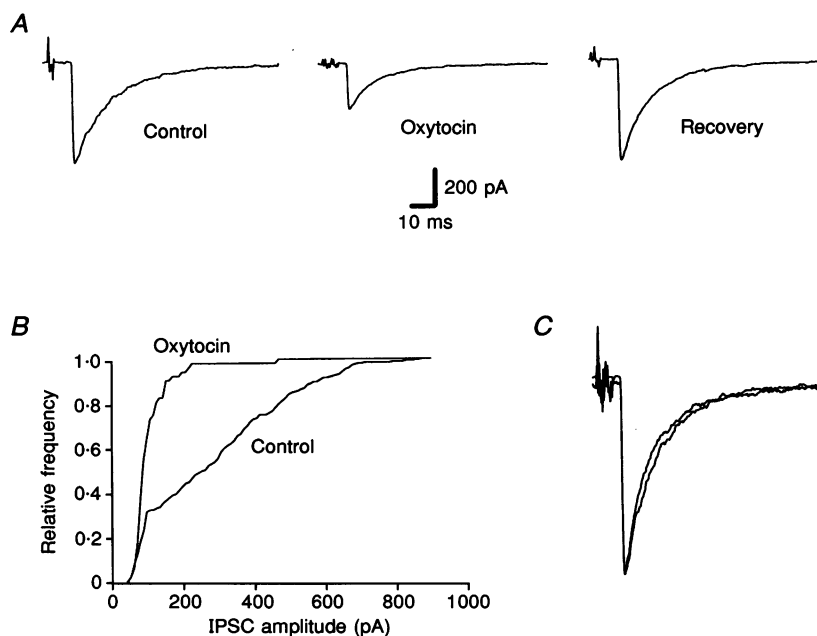 A
Control
Oxytocin
Recovery
200 pA
10 ms
B
Oxytocin
Control
Relative frequency
1·0
0·8
0·6
0·4
0·2
0
0 200 400 600 800 1000
IPSC amplitude (pA)
C